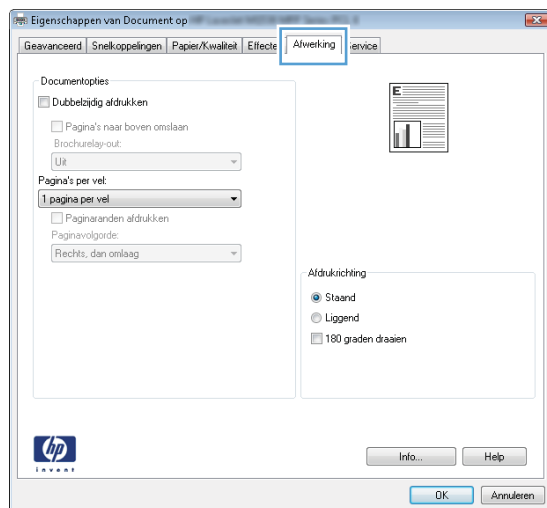 Eigenschappen van Document op
Geavanceerd Snelkoppelingen Papier/Kwaliteit Effecte Afwerking ervice
Documentopties
Dubbelzijdig afdrukken
Pagina's naar boven omslaan
Brochurelay-out:
Uit
Pagina's per vel:
1 pagina per vel
Paginaranden afdrukken
Paginavolgorde:
Rechts, dan omlaag
E
Afdrukrichting
Staand
Liggend
180 graden draaien
hp
invent
Info... Help
OK Annuleren